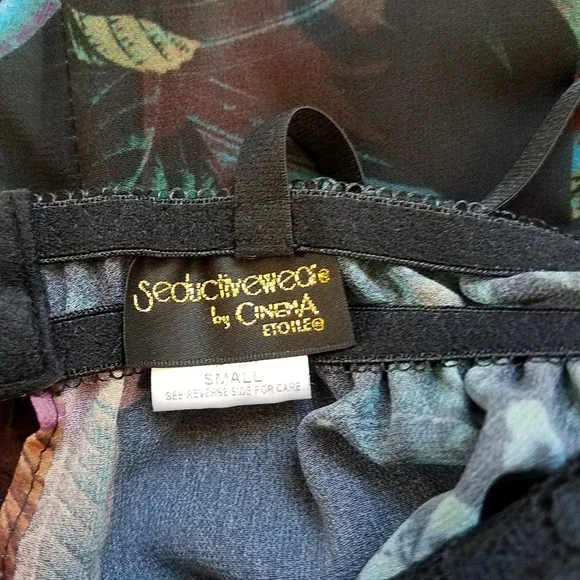 Seductivewear®
by CINEMA
ETOILE®
SMALL
SEE REVERSE SIDE FOR CARE